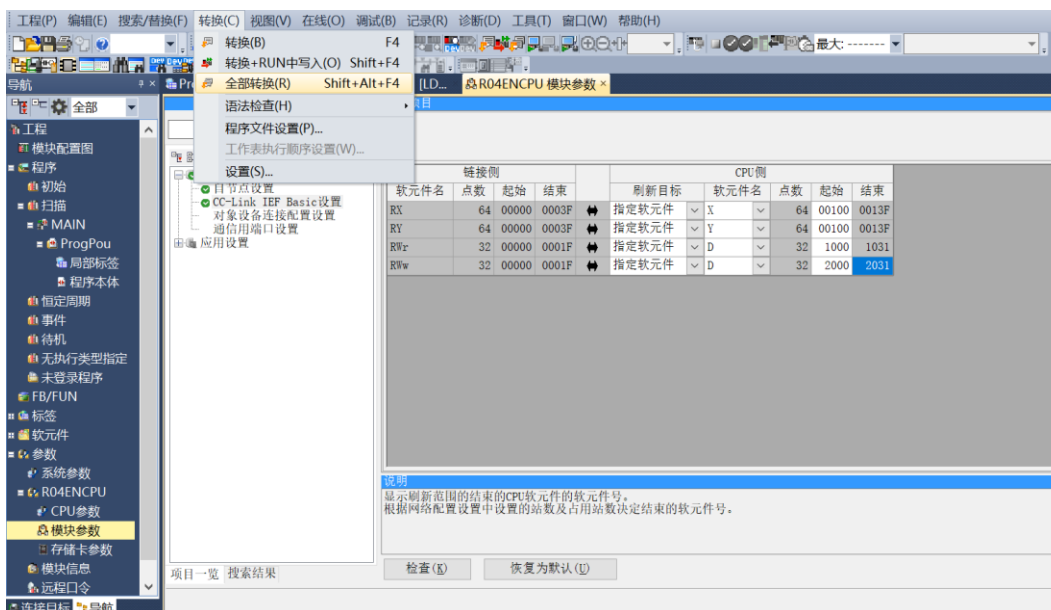 工程(P) 编辑(E) 搜索/替换(F) 转换(C) 视图(V) 在线(O) 调试(B) 记录(R) 诊断(D) 工具(T) 窗口(W) 帮助(H)
最大: --------
转换(B) F4
转换+RUN中写入(O) Shift+F4
全部转换(R) Shift+Alt+F4
语法检查(H)
程序文件设置(P)...
工作表执行顺序设置(W)...
设置(S)...
导航
[LD...
R04ENCPU 模块参数
全部
工程
模块配置图
程序
初始
扫描
MAIN
ProgPou
局部标签
程序本体
恒定周期
事件
待机
无执行类型指定
未登录程序
FB/FUN
标签
软元件
参数
系统参数
R04ENCPU
CPU参数
模块参数
存储卡参数
模块信息
远程口令
连接目标 导航
自节点设置
CC-Link IEF Basic设置
对象设备连接配置设置
通信用端口设置
应用设置
项目一览 搜索结果
链接侧 CPU侧
软元件名 点数 起始 结束 刷新目标 软元件名 点数 起始 结束
RX 64 00000 0003F 指定软元件 X 64 00100 0013F
RY 64 00000 0003F 指定软元件 Y 64 00100 0013F
RWr 32 00000 0001F 指定软元件 D 32 1000 1031
RWw 32 00000 0001F 指定软元件 D 32 2000 2031
说明
显示刷新范围的结束的CPU软元件的软元件号。
根据网络配置设置中设置的站数及占用站数决定结束的软元件号。
检查(K) 恢复为默认(U)